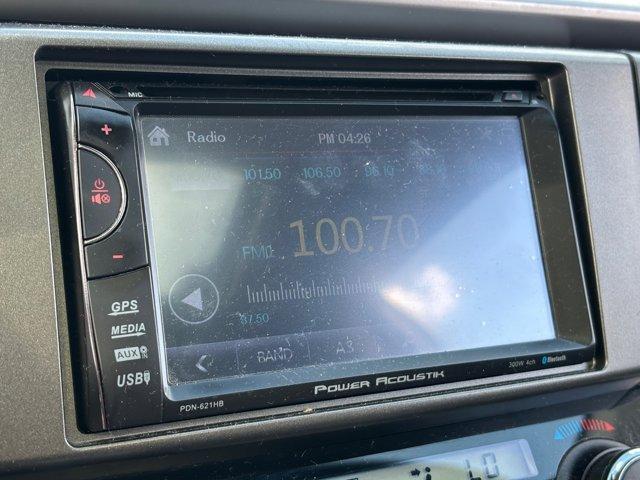 MIC
Radio
PM 04:26
101.50 106.50
FM1
100.70
87.50
BAND
GPS
MEDIA
AUX
USB
PDN-621HB
POWER ACOUSTIK
300W 4ch
Bluetooth
LO